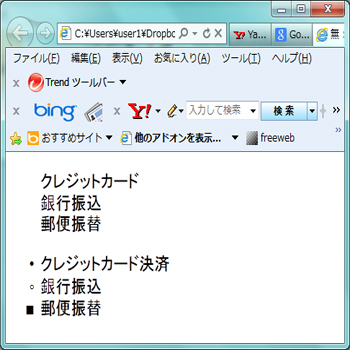 C:¥Users¥user1¥Dropbc
Ya...
Go...
無
ファイル(F) 編集(E) 表示(V) お気に入り(A) ツール(T) ヘルプ(H)
x Trend ツールバー
x bing Y! 入力して検索 検索 »
おすすめサイト 他のアドオンを表示... freeweb
クレジットカード
銀行振込
郵便振替
・クレジットカード決済
○ 銀行振込
■ 郵便振替